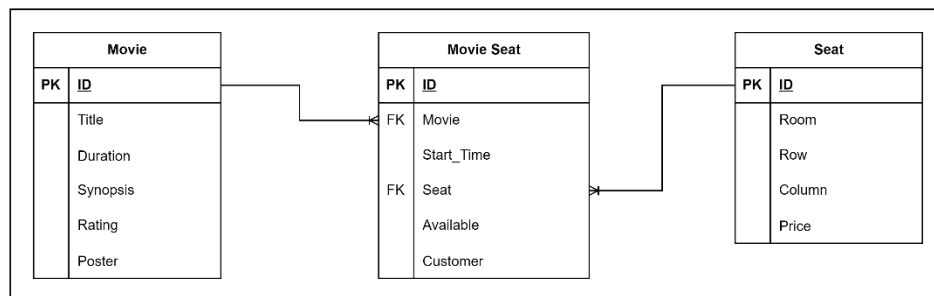 Movie
PK ID
Title
Duration
Synopsis
Rating
Poster
Movie Seat
PK ID
FK Movie
Start_Time
FK Seat
Available
Customer
Seat
PK ID
Room
Row
Column
Price